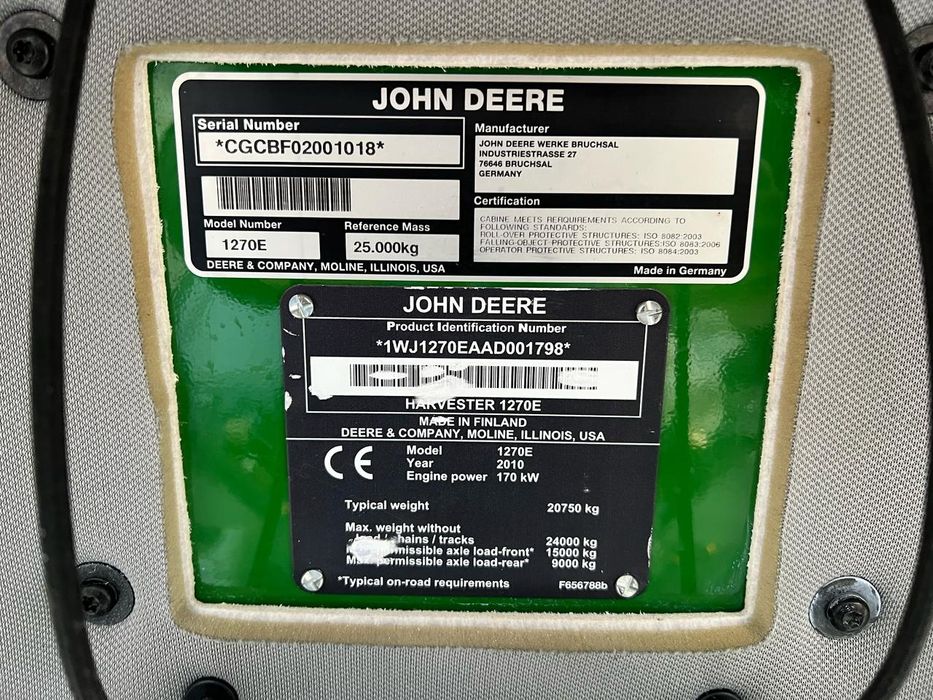 JOHN DEERE
Serial Number
*CGCBF02001018*
Model Number
1270E
Reference Mass
25.000kg
Manufacturer
JOHN DEERE WERKE BRUCHSAL
INDUSTRIESTRASSE 27
76646 BRUCHSAL
GERMANY
Certification
CABINE MEETS RERQUIREMENTS ACCORDING TO
FOLLOWING STANDARDS:
ROLL-OVER PROTECTIVE STRUCTURES: ISO 8082:2003
FALLING-OBJECT PROTECTIVE STRUCTURES:ISO 8083:2006
OPERATOR PROTECTIVE STRUCTURES: ISO 8084:2003
DEERE & COMPANY, MOLINE, ILLINOIS, USA
Made in Germany
JOHN DEERE
Product Identification Number
*1WJ1270EAAD001798*
HARVESTER 1270E
MADE IN FINLAND
DEERE & COMPANY, MOLINE, ILLINOIS, USA
CE
Model 1270E
Year 2010
Engine power 170 kW
Typical weight 20750 kg
Max. weight without
/ chains / tracks 24000 kg
permissible axle load-front* 15000 kg
Max. permissible axle load-rear* 9000 kg
*Typical on-road requirements F656788b